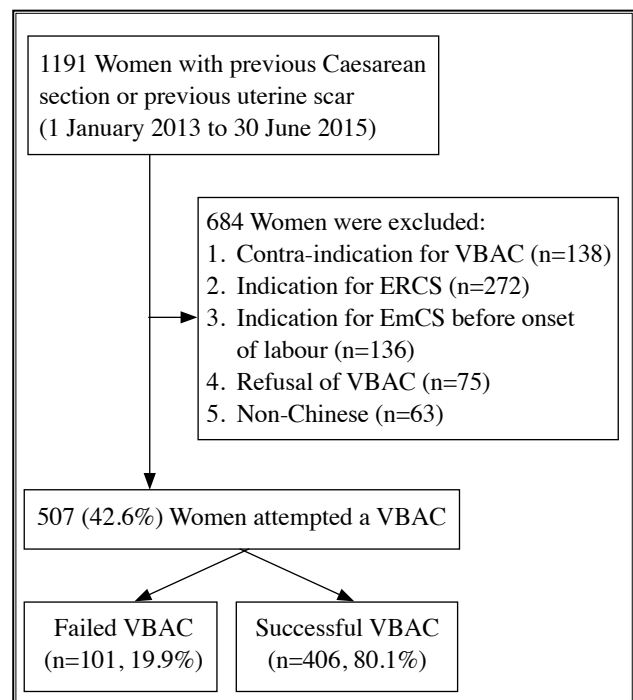 1191 Women with previous Caesarean
section or previous uterine scar
(1 January 2013 to 30 June 2015)
684 Women were excluded:
1. Contra-indication for VBAC (n=138)
2. Indication for ERCS (n=272)
3. Indication for EmCS before onset
of labour (n=136)
4. Refusal of VBAC (n=75)
5. Non-Chinese (n=63)
507 (42.6%) Women attempted a VBAC
Failed VBAC
(n=101, 19.9%)
Successful VBAC
(n=406, 80.1%)